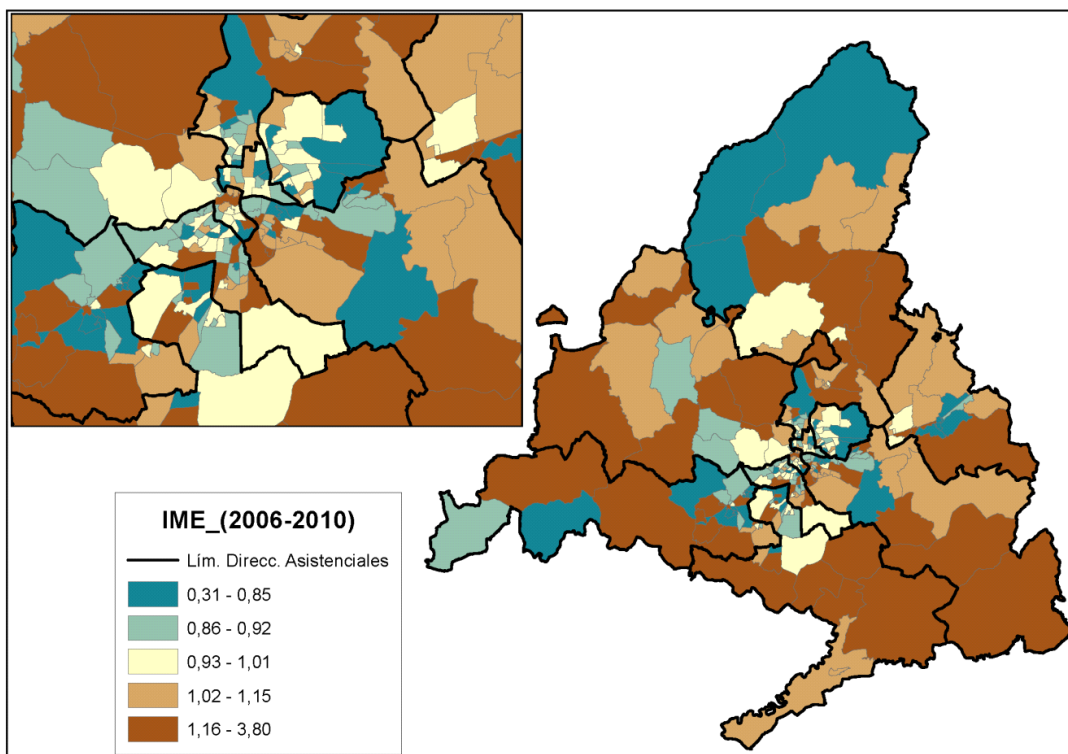 IME_(2006-2010)
Lím. Direcc. Asistenciales
0,31 - 0,85
0,86 - 0,92
0,93 - 1,01
1,02 - 1,15
1,16 - 3,80